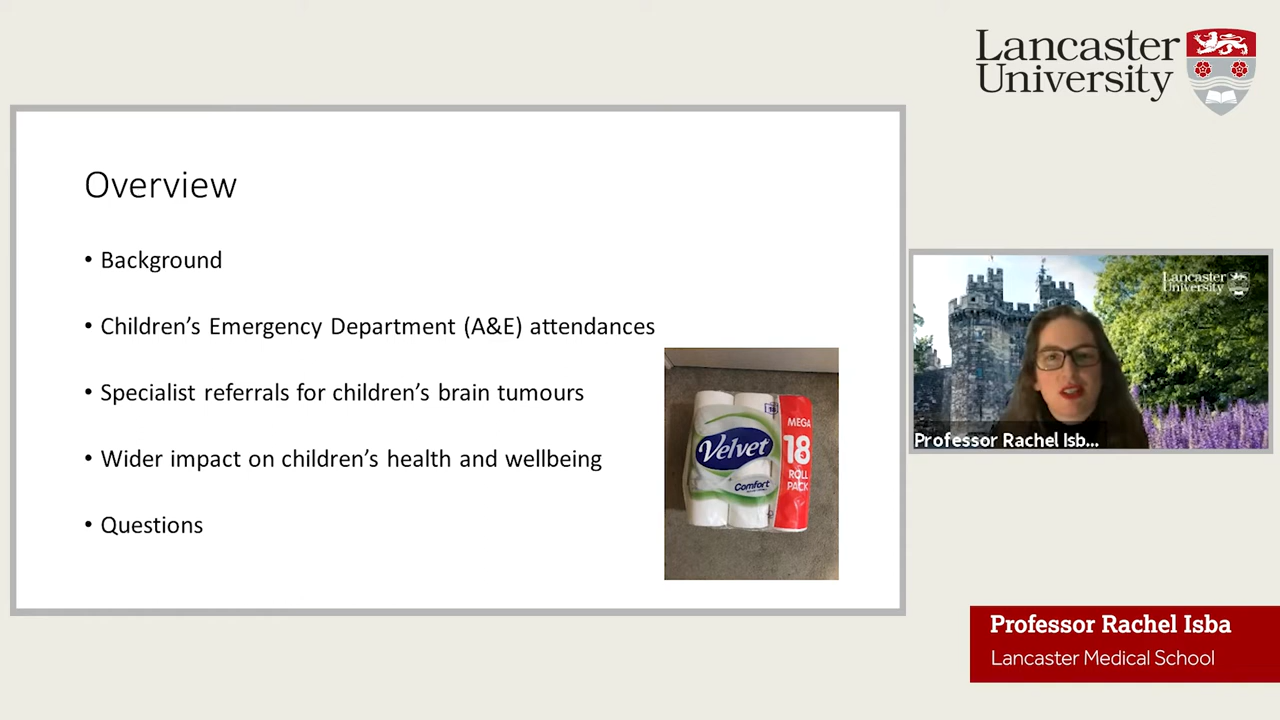 Lancaster
University
Overview
• Background
• Children’s Emergency Department (A&E) attendances
• Specialist referrals for children’s brain tumours
• Wider impact on children’s health and wellbeing
• Questions
Velvet
Comfort
MEGA
18
ROLL
PACK
Lancaster
University
Professor Rachel Isb...
Professor Rachel Isba
Lancaster Medical School